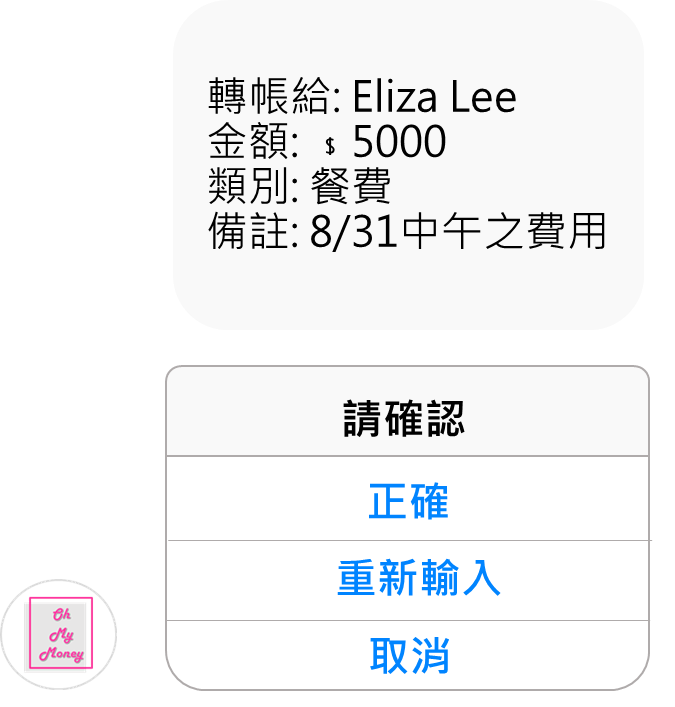 轉帳給: Eliza Lee
金額: $ 5000
類別: 餐費
備註: 8/31中午之費用
請確認
正確
重新輸入
取消
Oh
My
Money